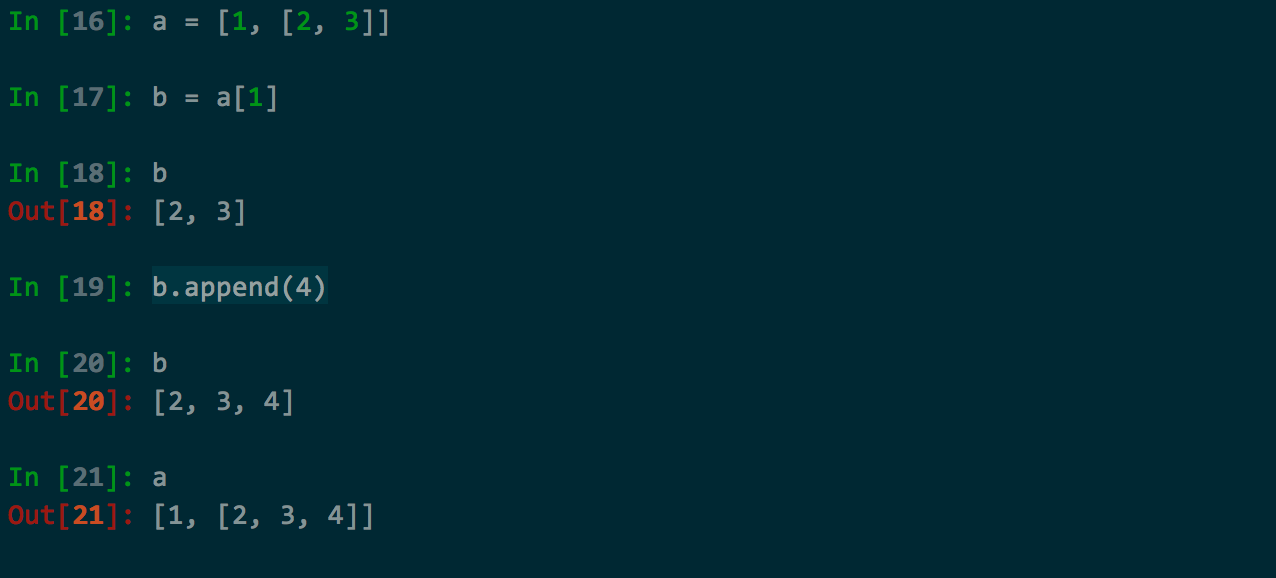 In [16]: a = [1, [2, 3]]
In [17]: b = a[1]
In [18]: b
Out[18]: [2, 3]
In [19]: b.append(4)
In [20]: b
Out[20]: [2, 3, 4]
In [21]: a
Out[21]: [1, [2, 3, 4]]